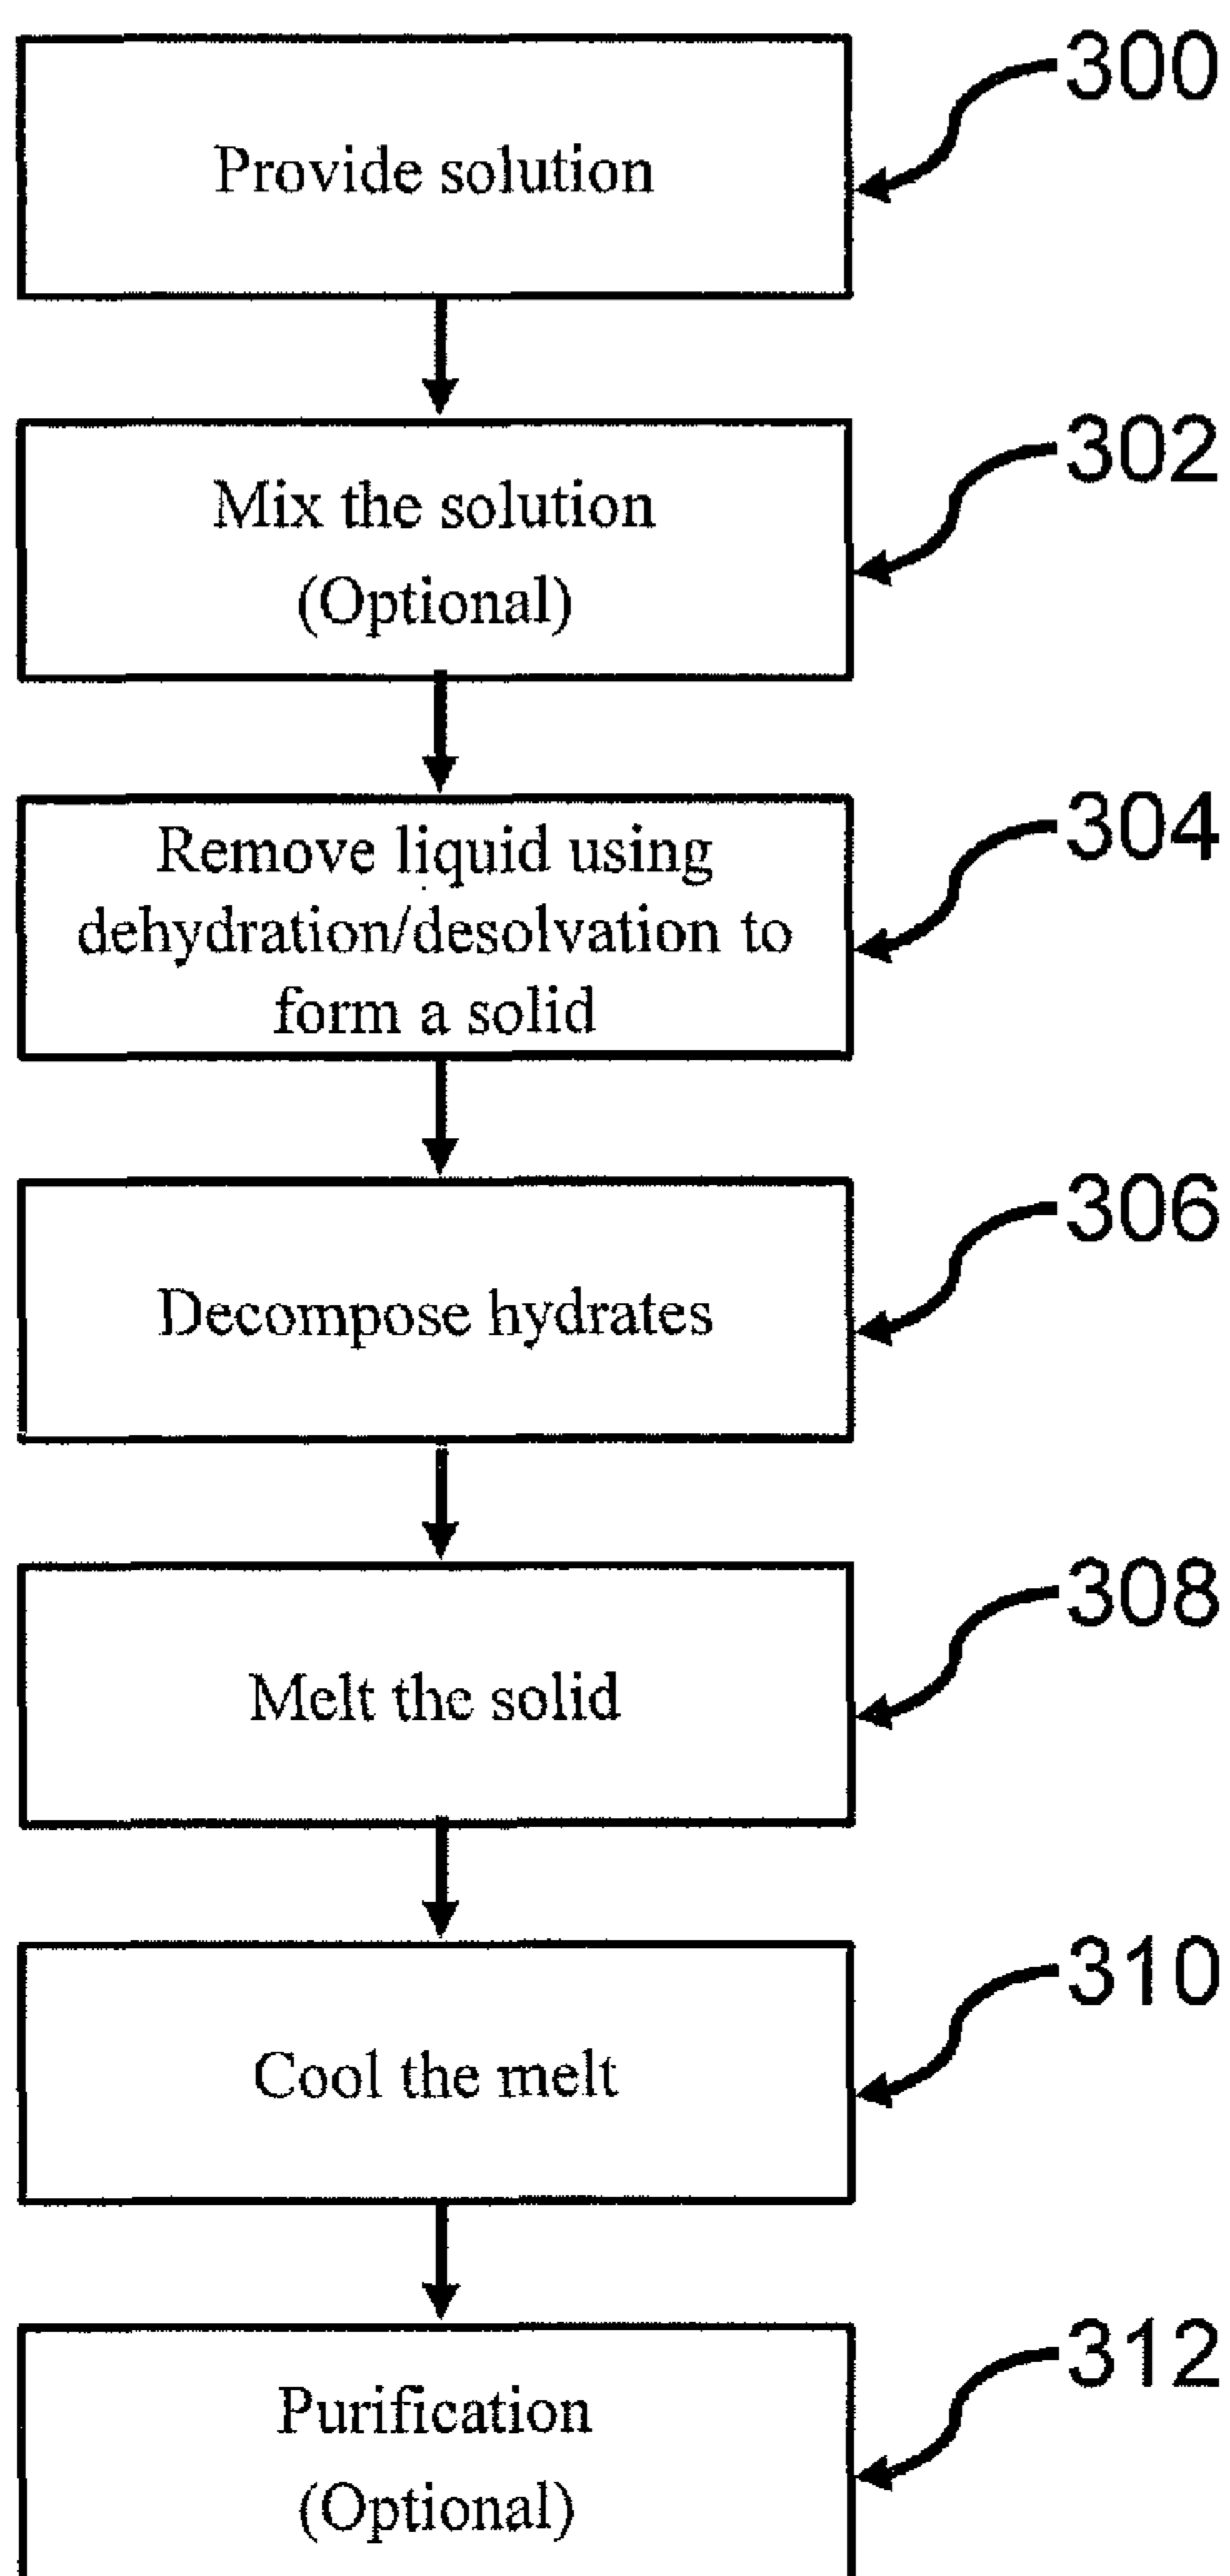 Provide solution
300
Mix the solution
(Optional)
302
Remove liquid using
dehydration/desolvation to
form a solid
304
Decompose hydrates
306
Melt the solid
308
Cool the melt
310
Purification
(Optional)
312